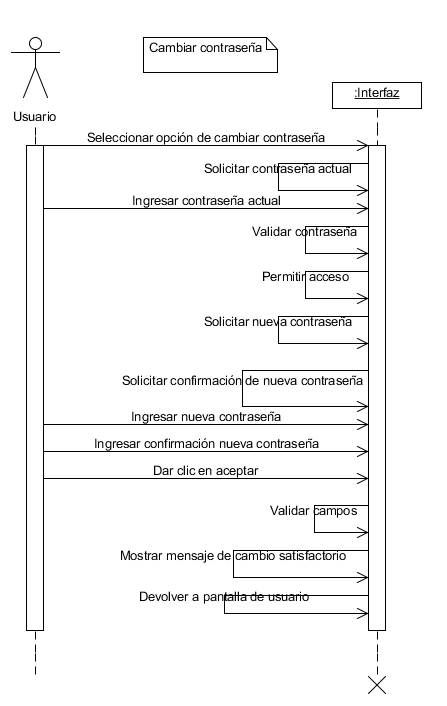 Cambiar contraseña
:Interfaz
Usuario
Seleccionar opción de cambiar contraseña
Solicitar contraseña actual
Ingresar contraseña actual
Validar contraseña
Permitir acceso
Solicitar nueva contraseña
Solicitar confirmación de nueva contraseña
Ingresar nueva contraseña
Ingresar confirmación nueva contraseña
Dar clic en aceptar
Validar campos
Mostrar mensaje de cambio satisfactorio
Devolver a pantalla de usuario